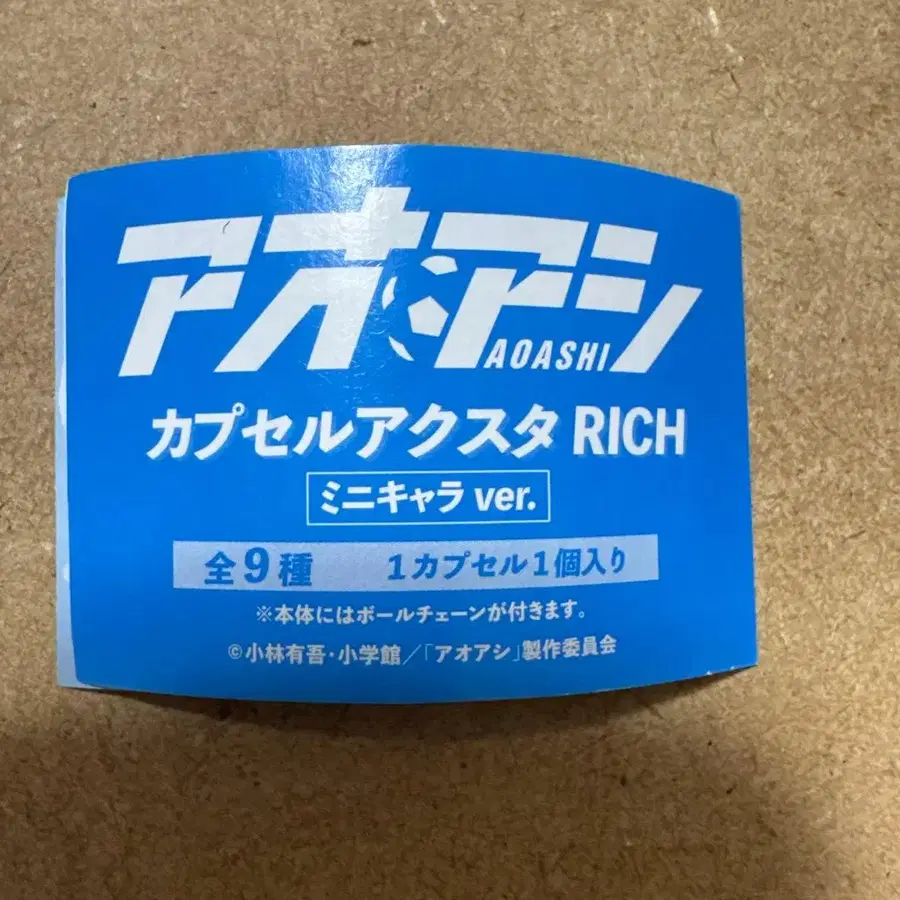 アオアシ
AOASHI
カプセルアクスタ RICH
ミニキャラ ver.
全9種 1カプセル1個入り
※本体にはボールチェーンが付きます。
©小林有吾・小学館／「アオアシ」製作委員会